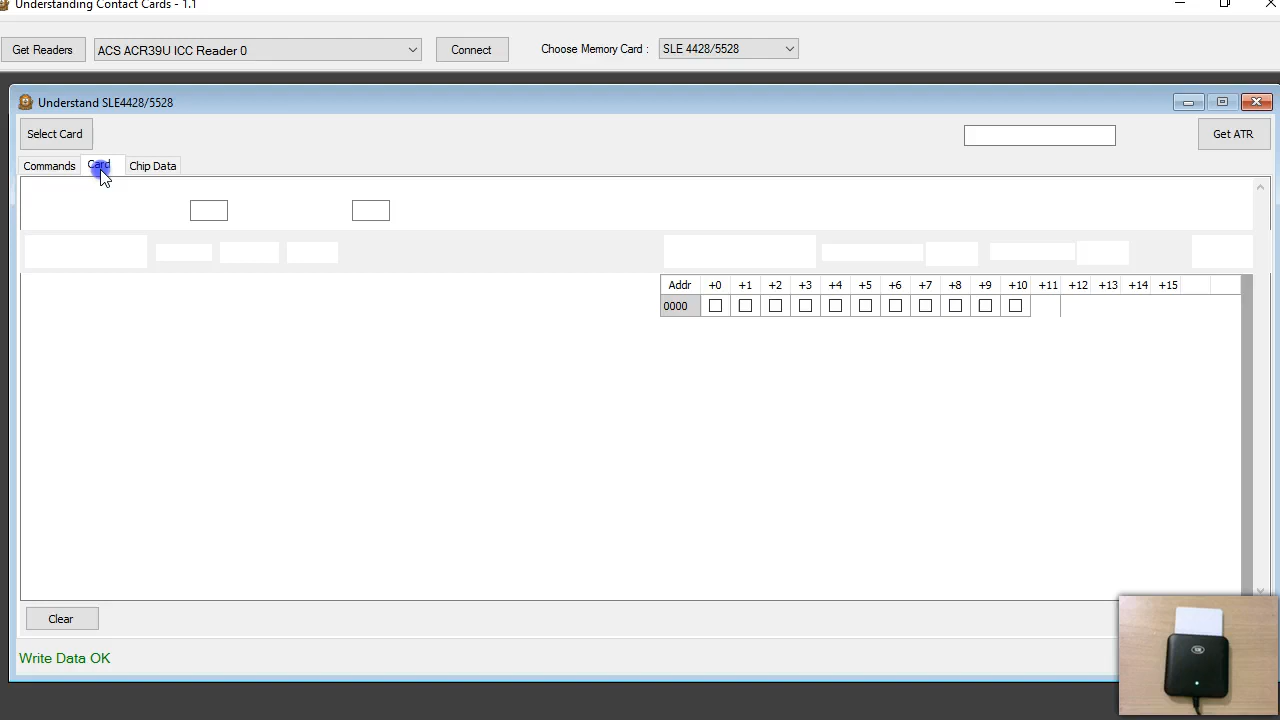 Understanding Contact Cards - 1.1
Get Readers
ACS ACR39U ICC Reader 0
Connect
Choose Memory Card :
SLE 4428/5528
Understand SLE4428/5528
Select Card
Get ATR
Commands
Card
Chip Data
Addr +0 +1 +2 +3 +4 +5 +6 +7 +8 +9 +10 +11 +12 +13 +14 +15
0000
Clear
Write Data OK